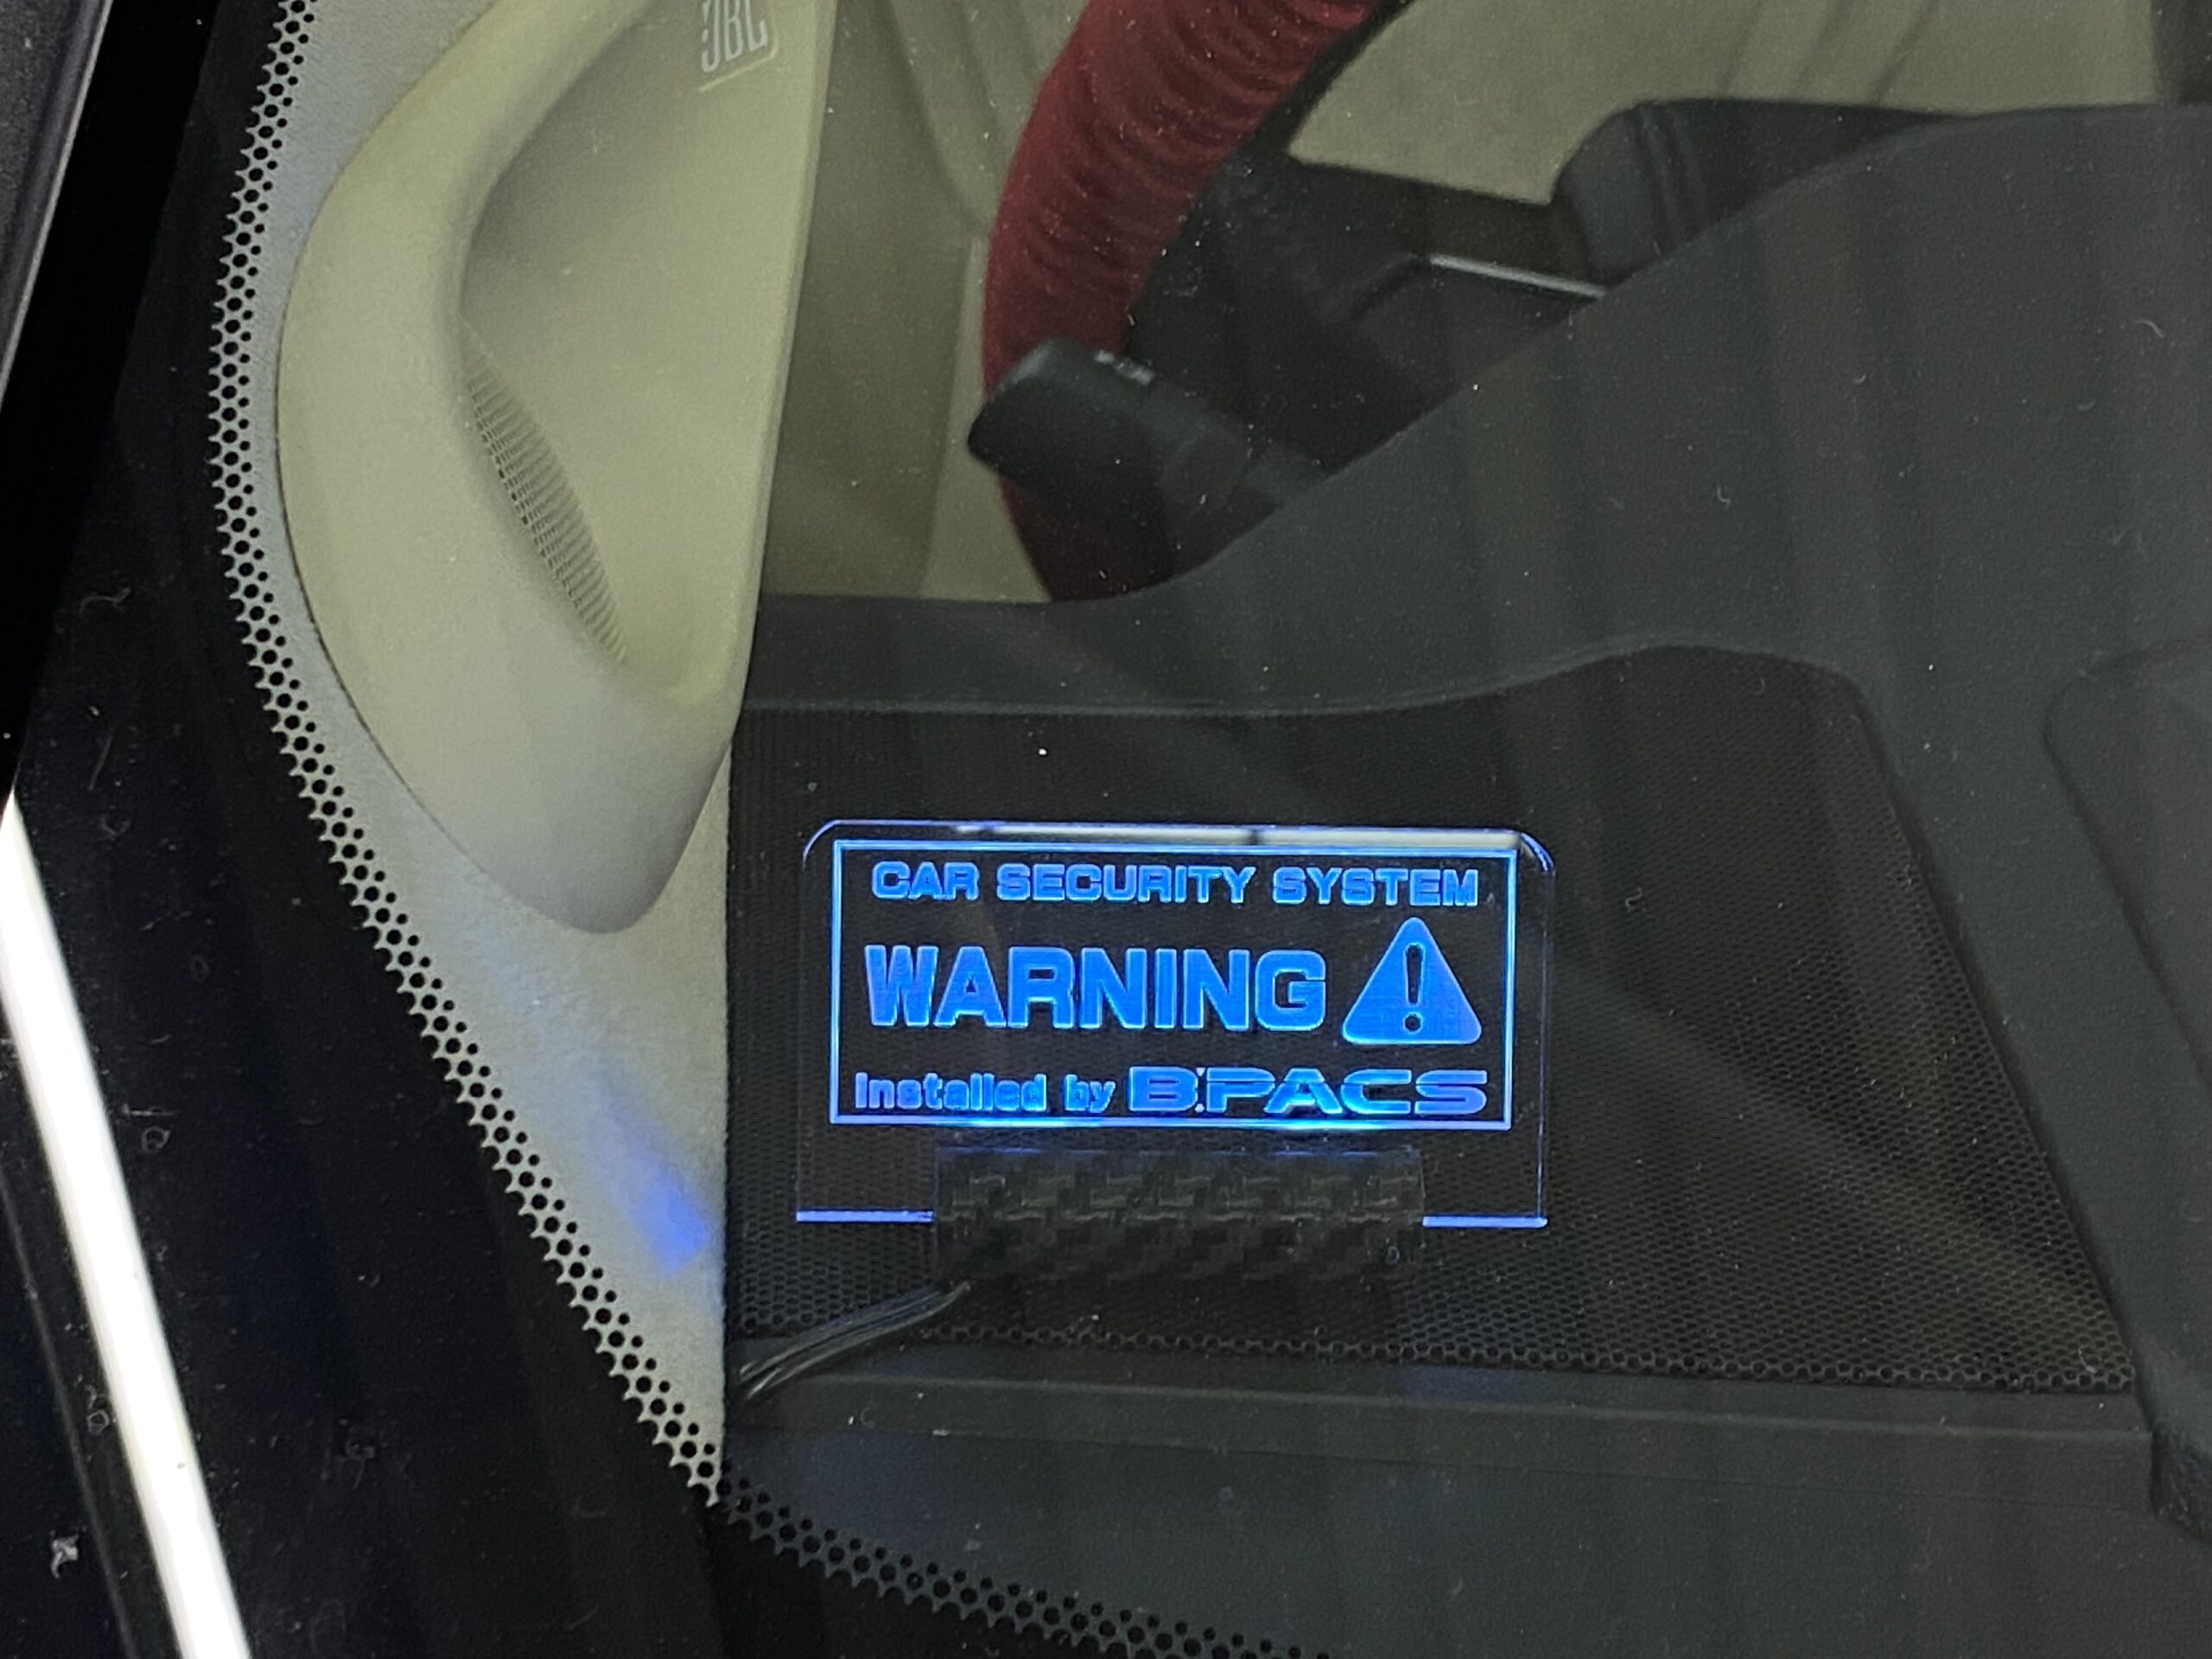 JBL
CAR SECURITY SYSTEM
WARNING
Installed by B:PACS